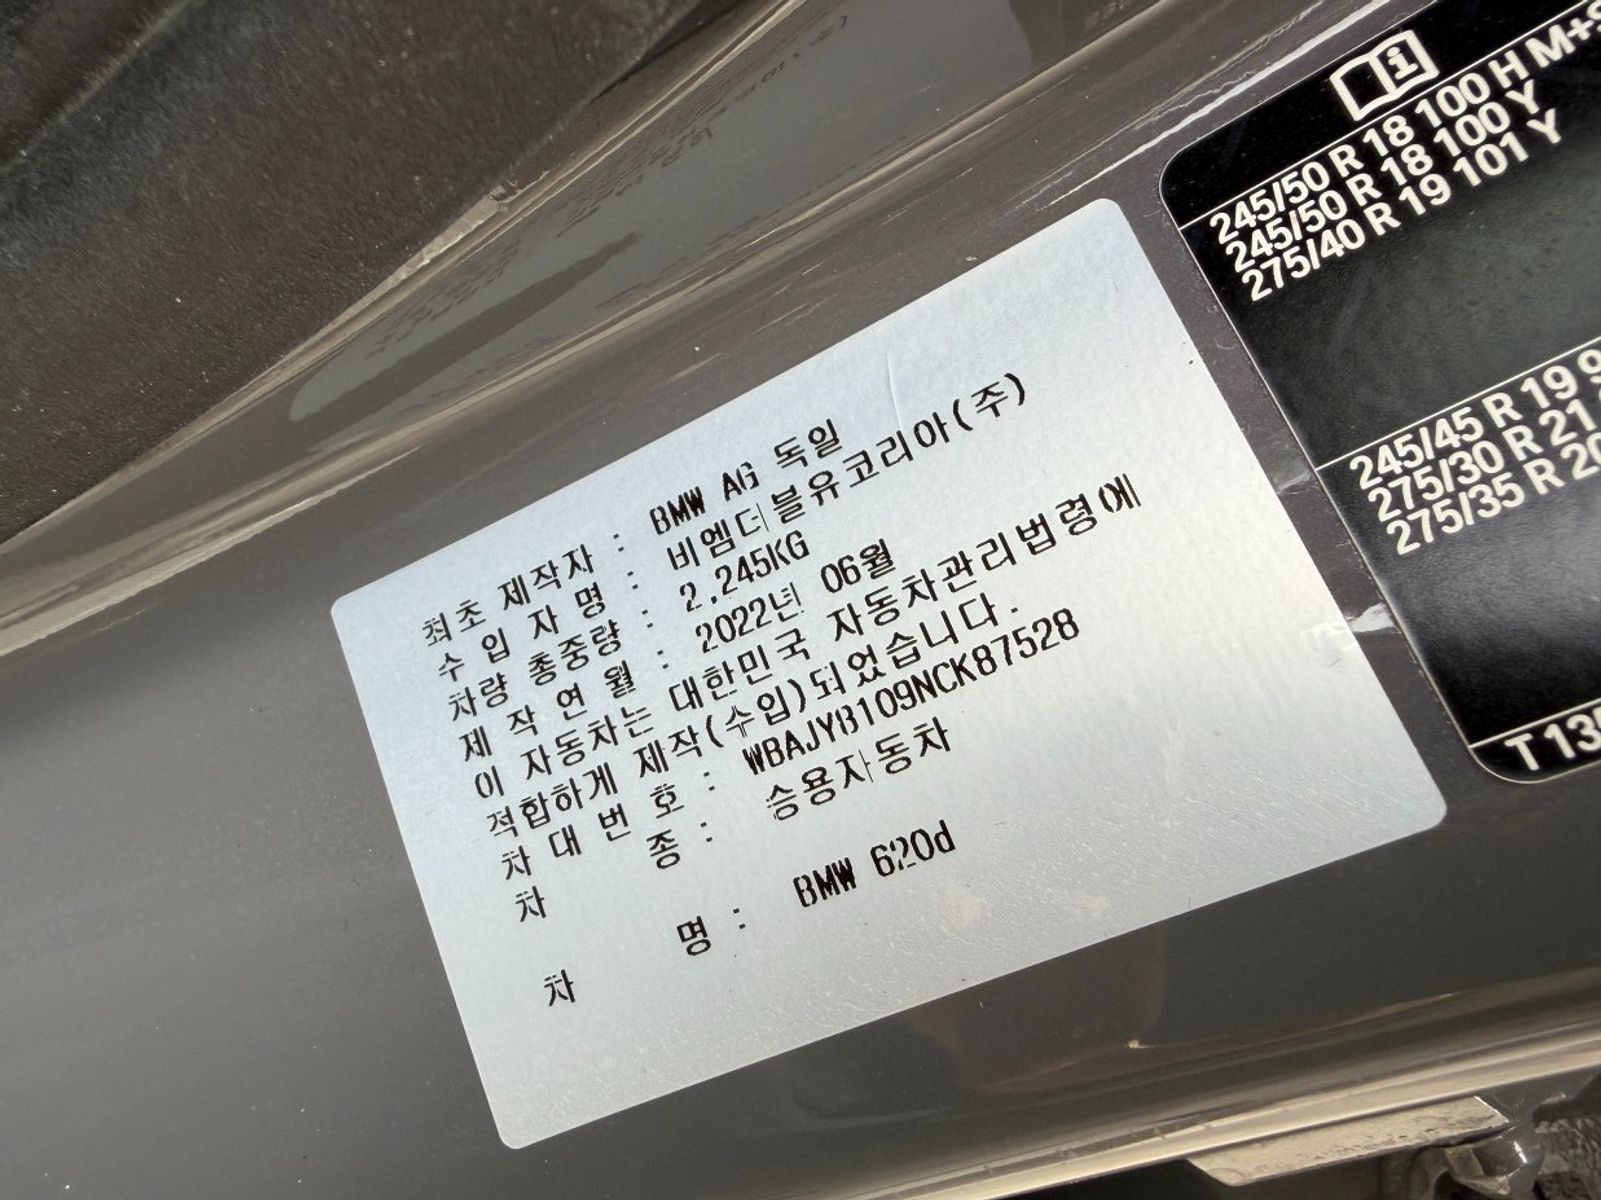 최초 제작자 : BMW AG 독일
수 입 자 명 : 비엠더블유코리아(주)
차량 총중량 : 2,245KG
제 작 연 월 : 2022년 06월
이 자동차는 대한민국 자동차관리법령에
적합하게 제작(수입)되었습니다.
차 대 번 호 : WBAJYB109NCK87528
차 종 : 승용자동차
차 명 : BMW 620d
245/50 R 18 100 H M+S
245/50 R 18 100 Y
275/40 R 19 101 Y
245/45 R 19 9
275/30 R 21
275/35 R 20
T 13